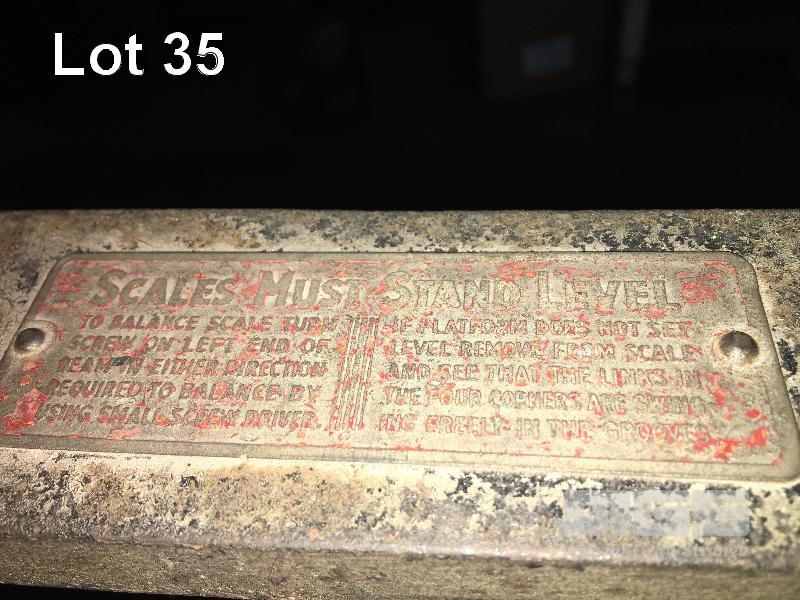 Lot 35
SCALES MUST STAND LEVEL
TO BALANCE SCALE TURN
SCREW ON LEFT END OF
BEAM IN EITHER DIRECTION
REQUIRED TO BALANCE BY
USING SMALL SCREW DRIVER.
IF PLATFORM DOES NOT SET
LEVEL REMOVE FROM SCALE
AND SEE THAT THE LINKS IN
THE FOUR CORNERS ARE SWING-
ING FREELY IN THE GROOVES